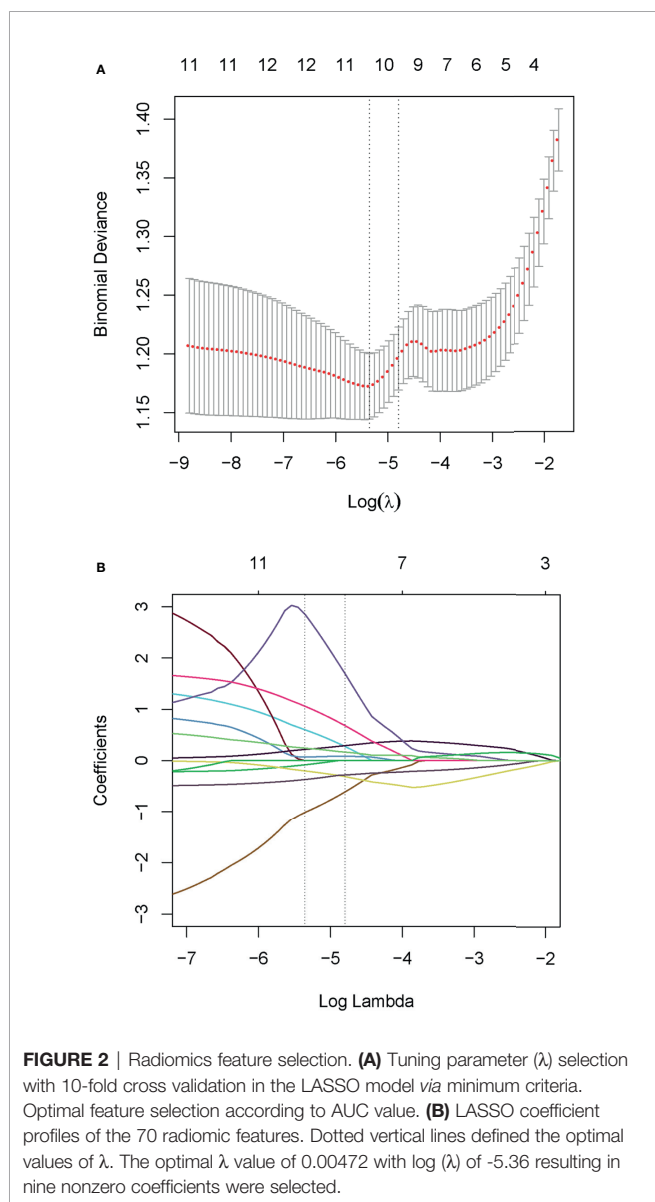 A
11 11 12 12 11 10 9 7 6 5 4
1.40
1.35
1.30
1.25
1.20
1.15
Binomial Deviance
−9 −8 −7 −6 −5 −4 −3 −2
Log(λ)
B
11 7 3
3
2
1
0
−1
−2
−3
Coefficients
−7 −6 −5 −4 −3 −2
Log Lambda
FIGURE 2 | Radiomics feature selection. (A) Tuning parameter (λ) selection
with 10-fold cross validation in the LASSO model via minimum criteria.
Optimal feature selection according to AUC value. (B) LASSO coefficient
profiles of the 70 radiomic features. Dotted vertical lines defined the optimal
values of λ. The optimal λ value of 0.00472 with log (λ) of -5.36 resulting in
nine nonzero coefficients were selected.